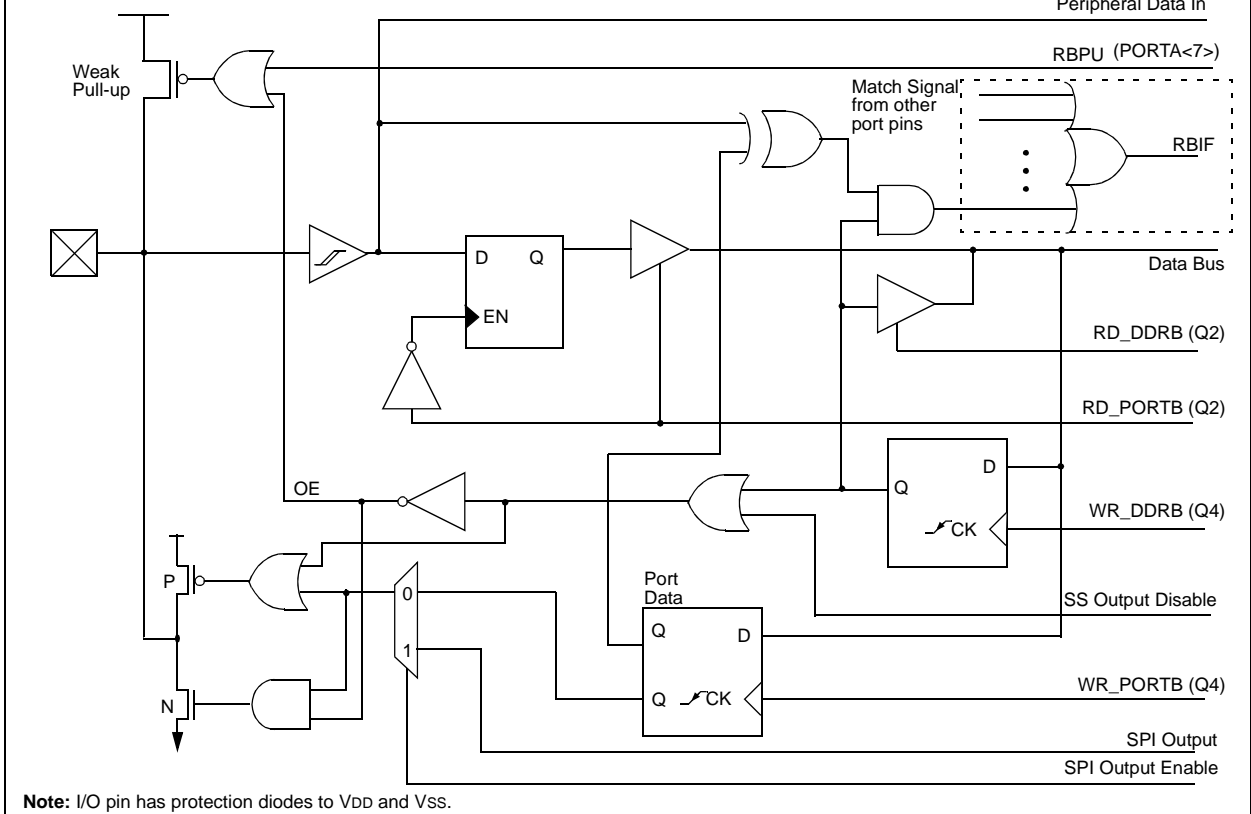 Peripheral Data In
RBPU (PORTA<7>)
Weak
Pull-up
Match Signal
from other
port pins
RBIF
D Q
EN
Data Bus
RD_DDRB (Q2)
RD_PORTB (Q2)
D
Q
CK
OE
WR_DDRB (Q4)
P
0
1
Port
Data
SS Output Disable
Q D
Q CK
N
WR_PORTB (Q4)
SPI Output
SPI Output Enable
Note: I/O pin has protection diodes to VDD and VSS.